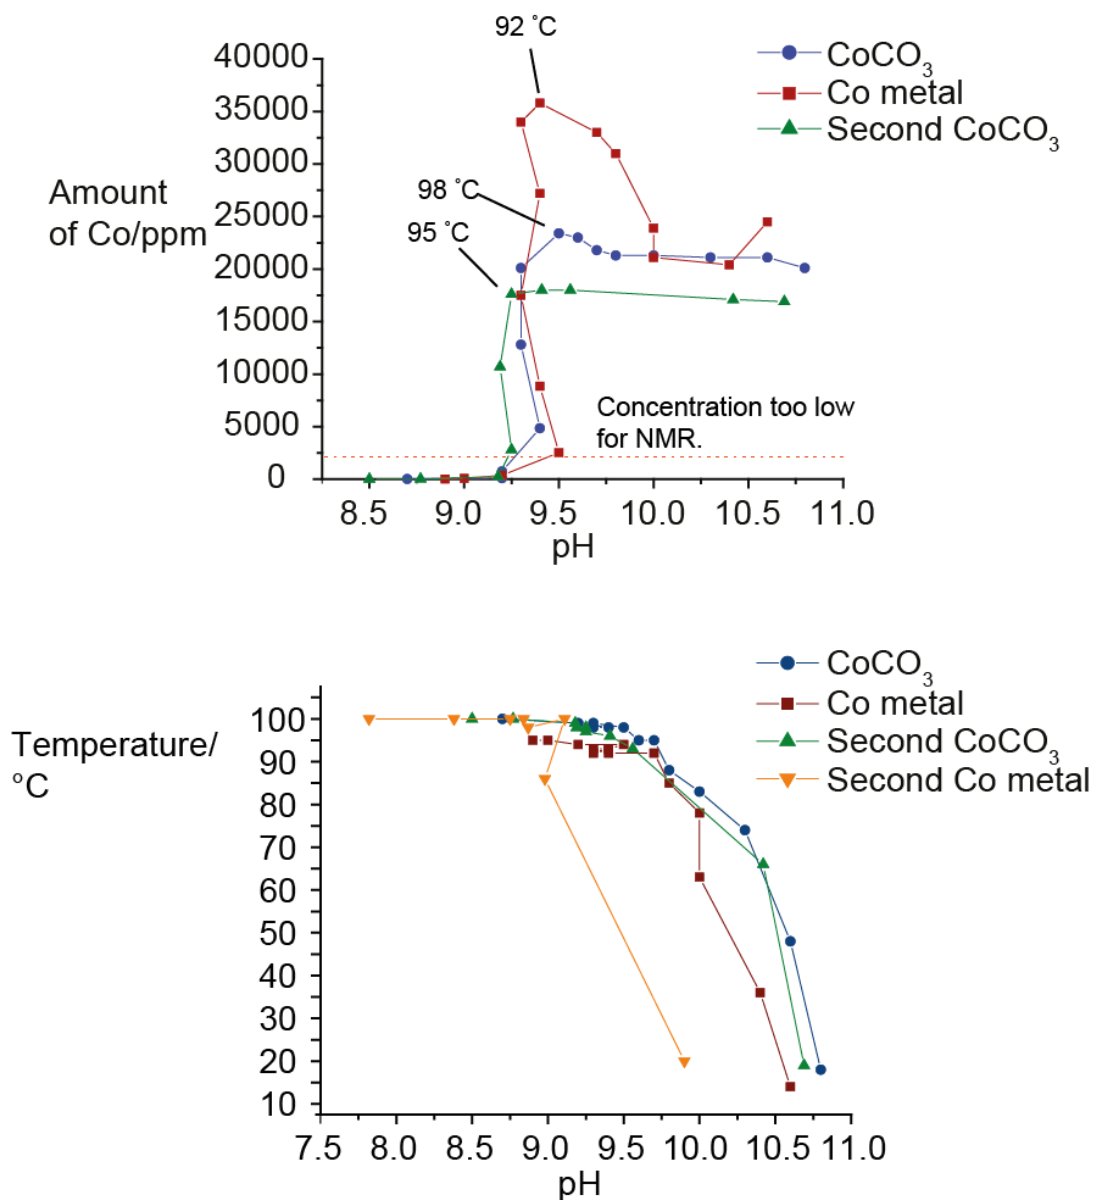 92 °C
40000
35000
30000
25000
20000
15000
10000
5000
0
Amount
of Co/ppm
98 °C
95 °C
CoCO3
Co metal
Second CoCO3
Concentration too low
for NMR.
8.5 9.0 9.5 10.0 10.5 11.0
pH
CoCO3
Co metal
Second CoCO3
Second Co metal
Temperature/
°C
100
90
80
70
60
50
40
30
20
10
7.5 8.0 8.5 9.0 9.5 10.0 10.5 11.0
pH